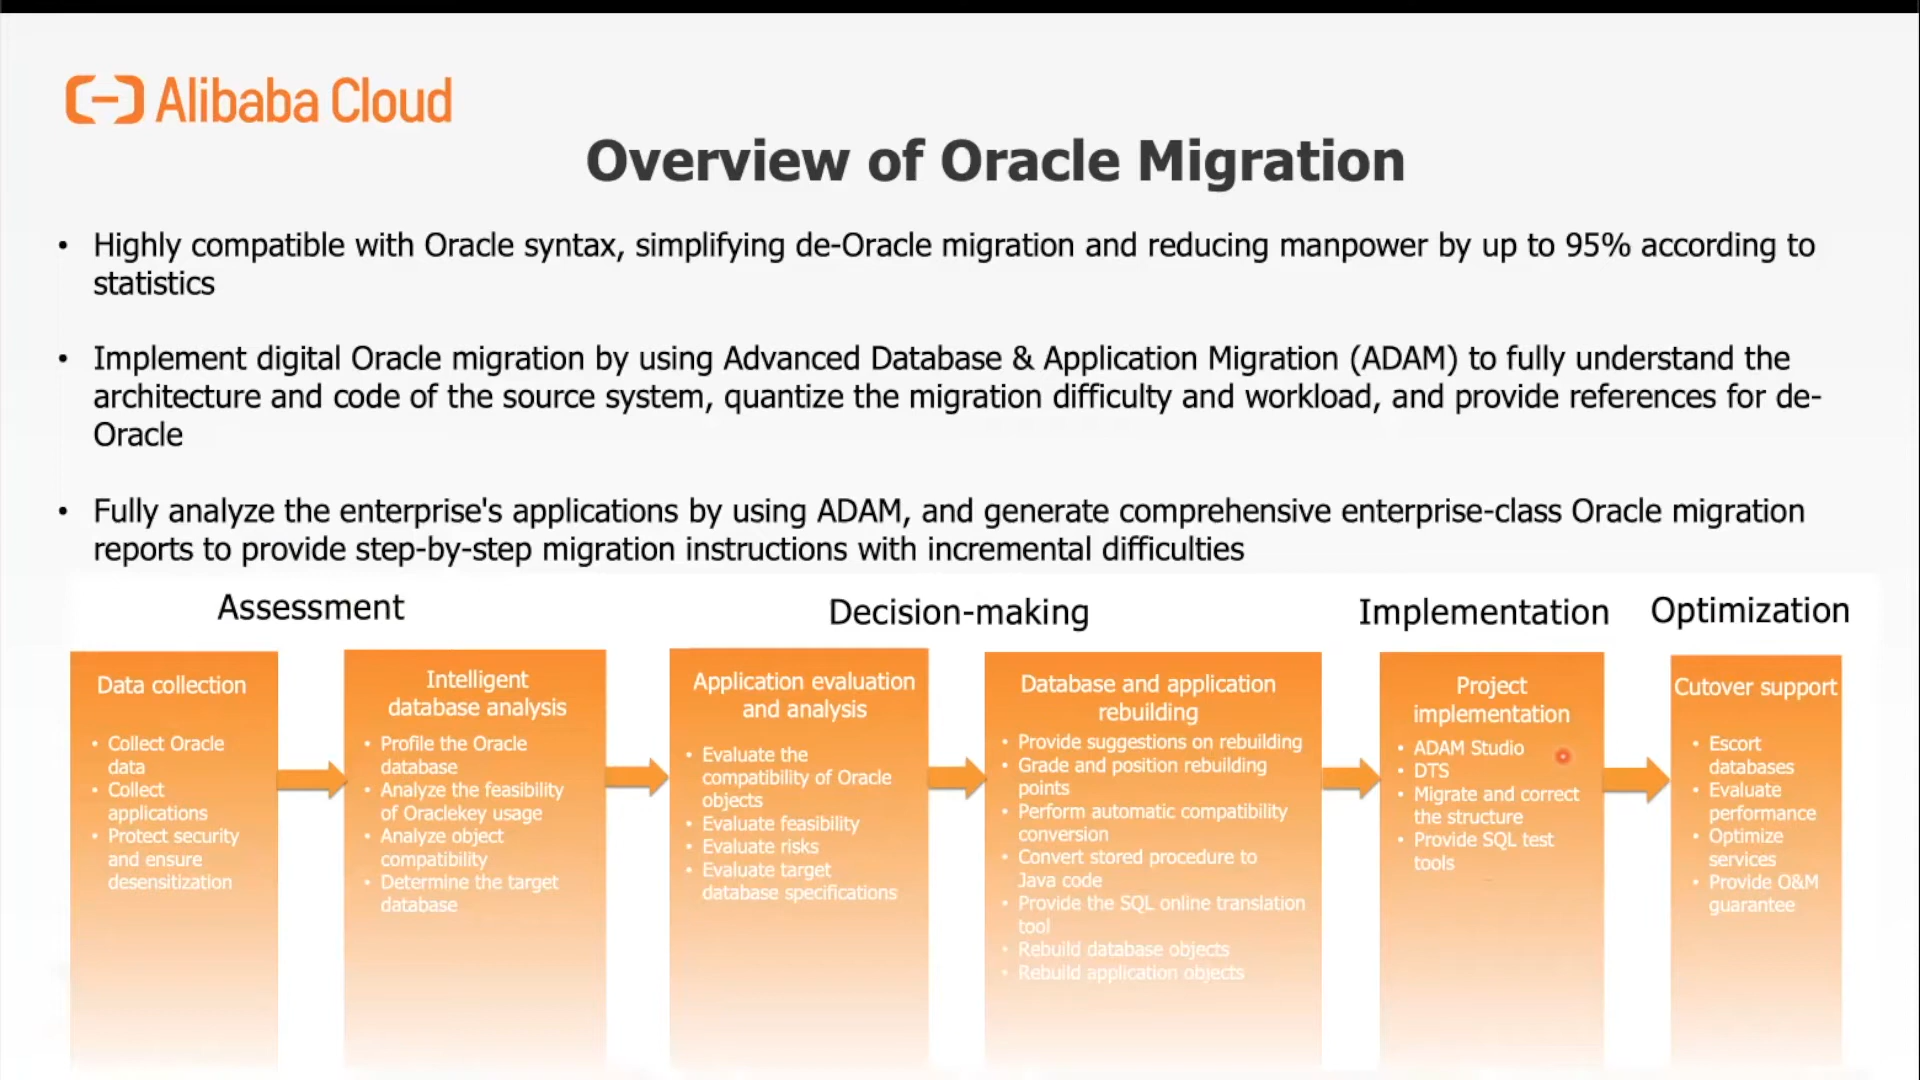 Alibaba Cloud
Overview of Oracle Migration
• Highly compatible with Oracle syntax, simplifying de-Oracle migration and reducing manpower by up to 95% according to
statistics
• Implement digital Oracle migration by using Advanced Database & Application Migration (ADAM) to fully understand the
architecture and code of the source system, quantize the migration difficulty and workload, and provide references for de-
Oracle
• Fully analyze the enterprise's applications by using ADAM, and generate comprehensive enterprise-class Oracle migration
reports to provide step-by-step migration instructions with incremental difficulties
Assessment
Decision-making
Implementation
Optimization
Data collection
• Collect Oracle
data
• Collect
applications
• Protect security
and ensure
desensitization
Intelligent
database analysis
• Profile the Oracle
database
• Analyze the feasibility
of Oraclekey usage
• Analyze object
compatibility
• Determine the target
database
Application evaluation
and analysis
• Evaluate the
compatibility of Oracle
objects
• Evaluate feasibility
• Evaluate risks
• Evaluate target
database specifications
Database and application
rebuilding
• Provide suggestions on rebuilding
• Grade and position rebuilding
points
• Perform automatic compatibility
conversion
• Convert stored procedure to
Java code
• Provide the SQL online translation
tool
• Rebuild database objects
• Rebuild application objects
Project
implementation
• ADAM Studio
• DTS
• Migrate and correct
the structure
• Provide SQL test
tools
Cutover support
• Escort
databases
• Evaluate
performance
• Optimize
services
• Provide O&M
guarantee